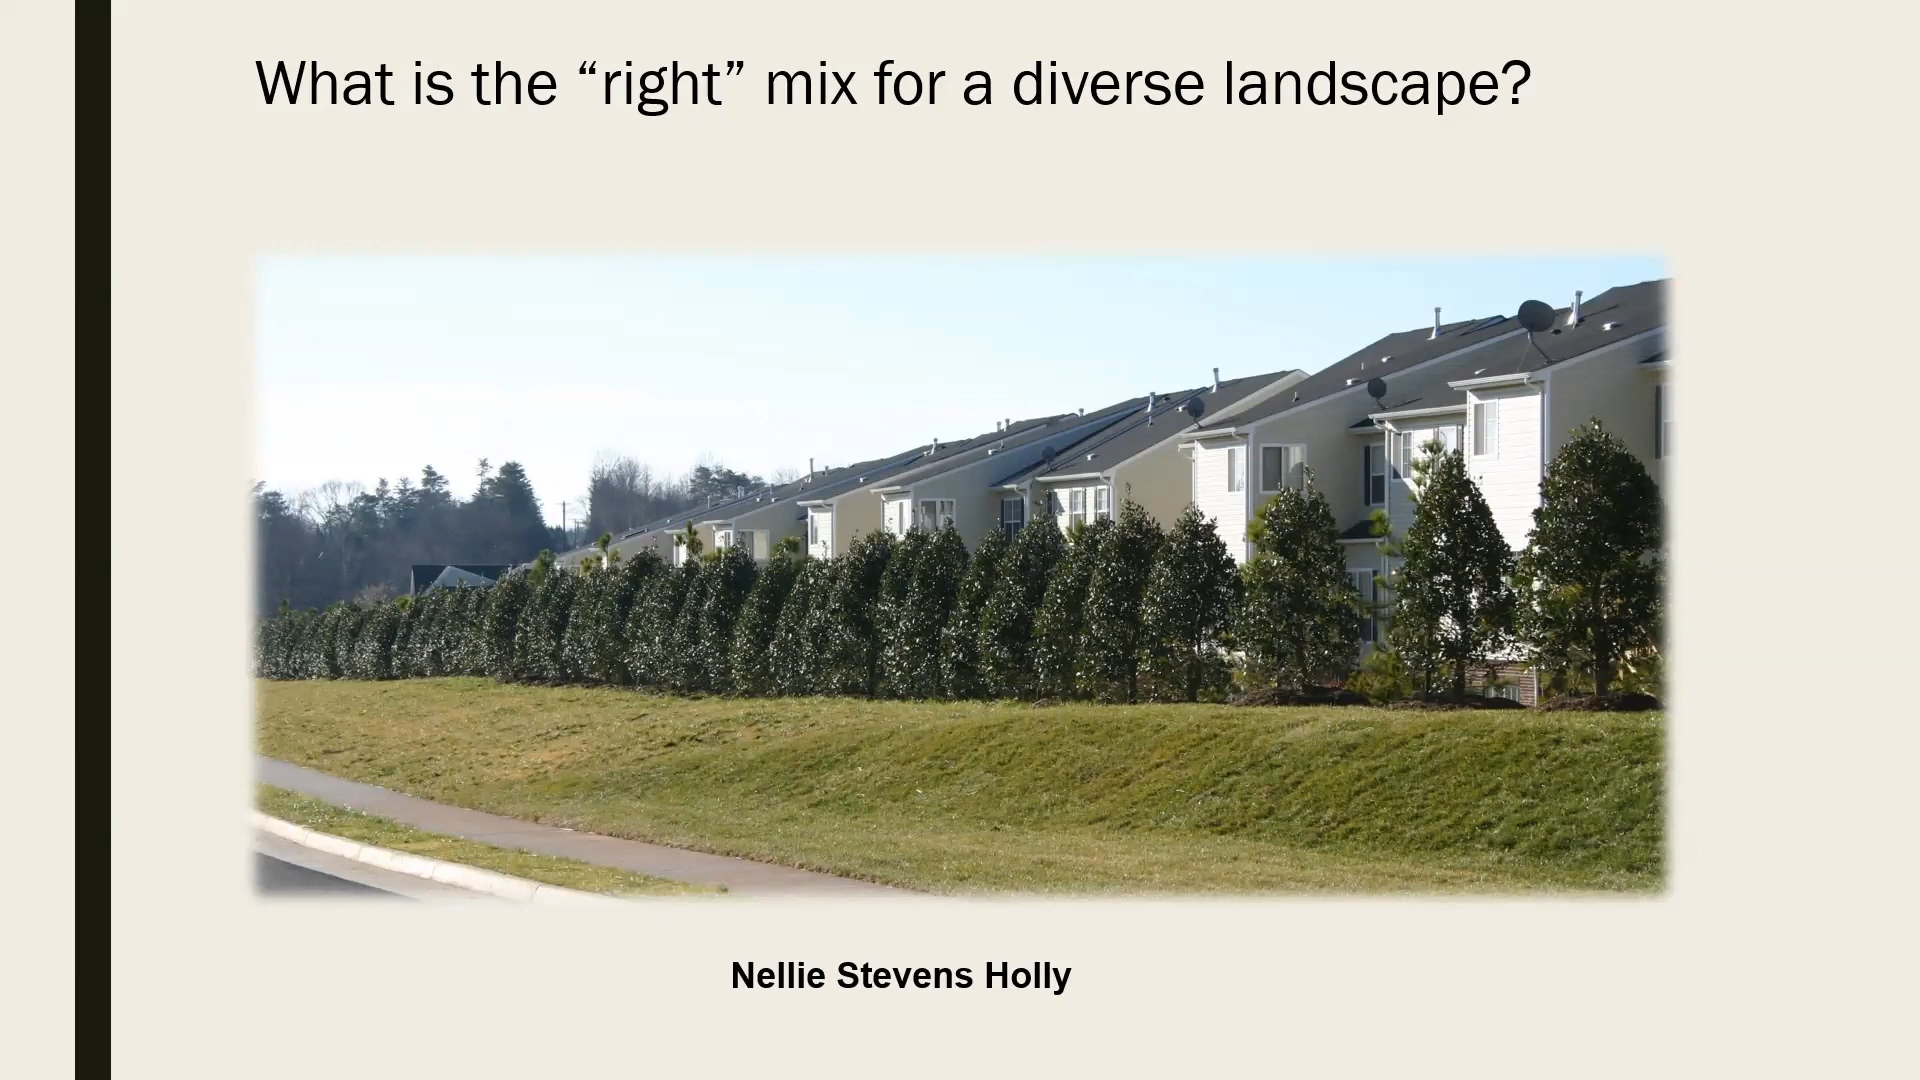 What is the “right” mix for a diverse landscape?
Nellie Stevens Holly